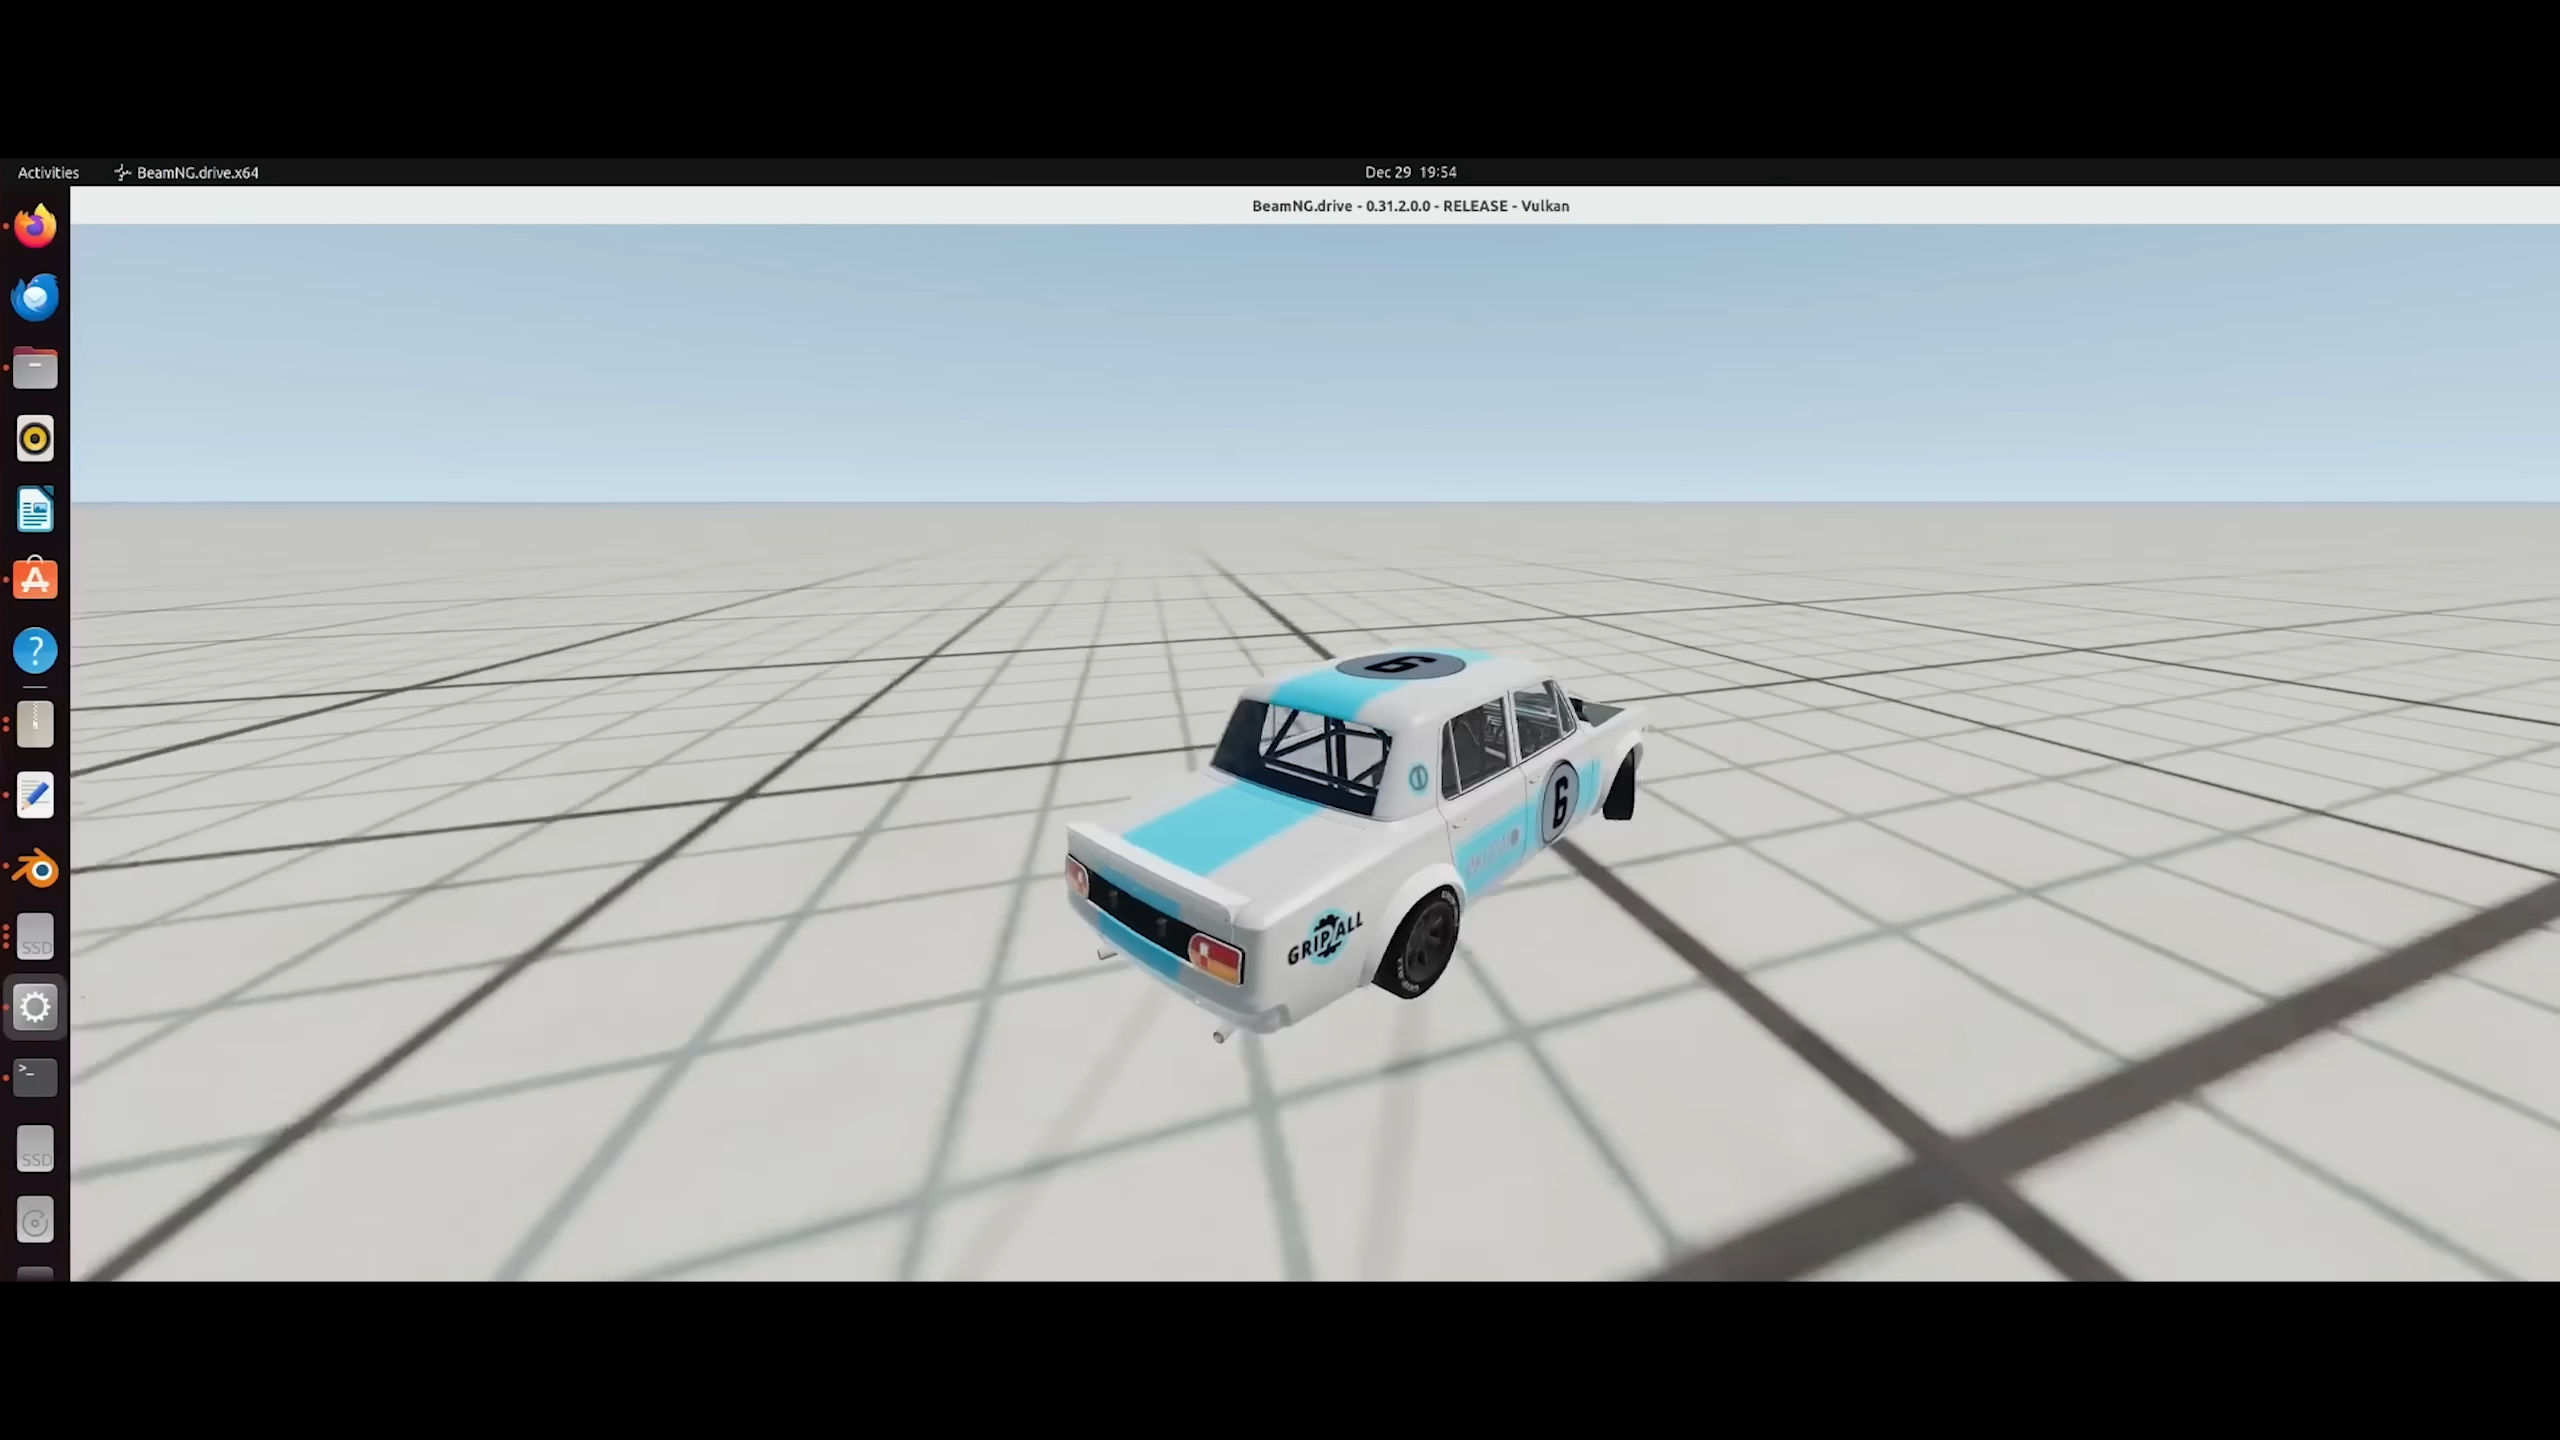 Activities
BeamNG.drive.x64
Dec 29 19:54
BeamNG.drive - 0.31.2.0.0 - RELEASE - Vulkan
6
6
GRIP ALL
SSD
SSD